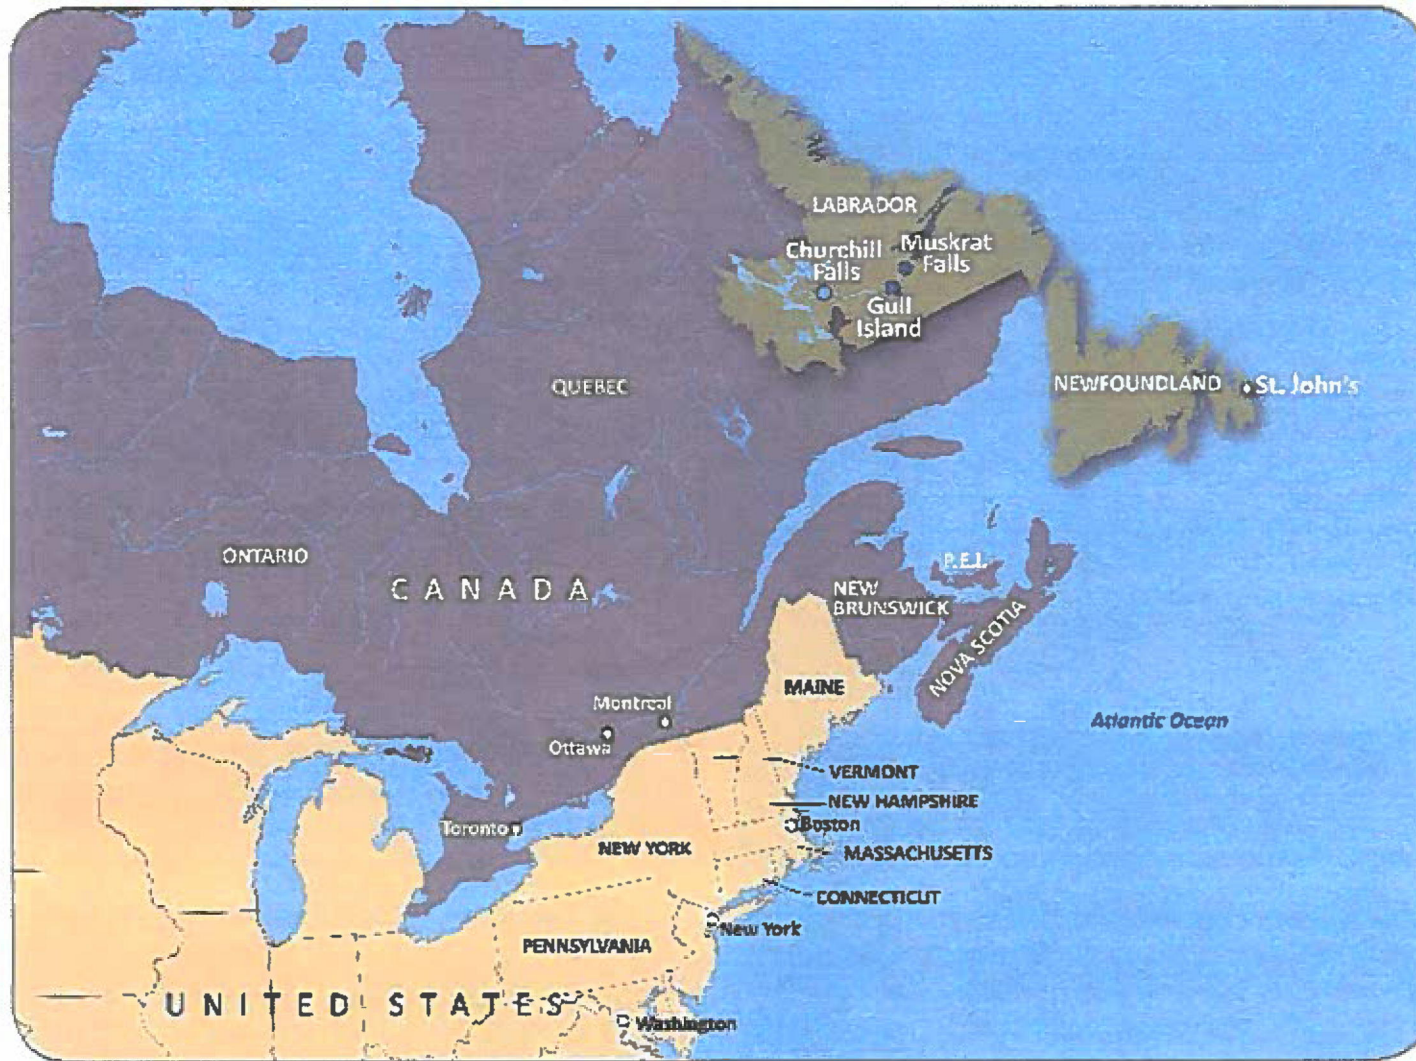 LABRADOR
Churchill
Falls
Muskrat
Falls
Gull
Island
QUEBEC
NEWFOUNDLAND
St. John's
ONTARIO
CANADA
P.E.I.
NEW
BRUNSWICK
NOVA SCOTIA
MAINE
Montreal
Ottawa
Atlantic Ocean
VERMONT
NEW HAMPSHIRE
Toronto
Boston
NEW YORK
MASSACHUSETTS
CONNECTICUT
New York
PENNSYLVANIA
UNITED STATES
Washington